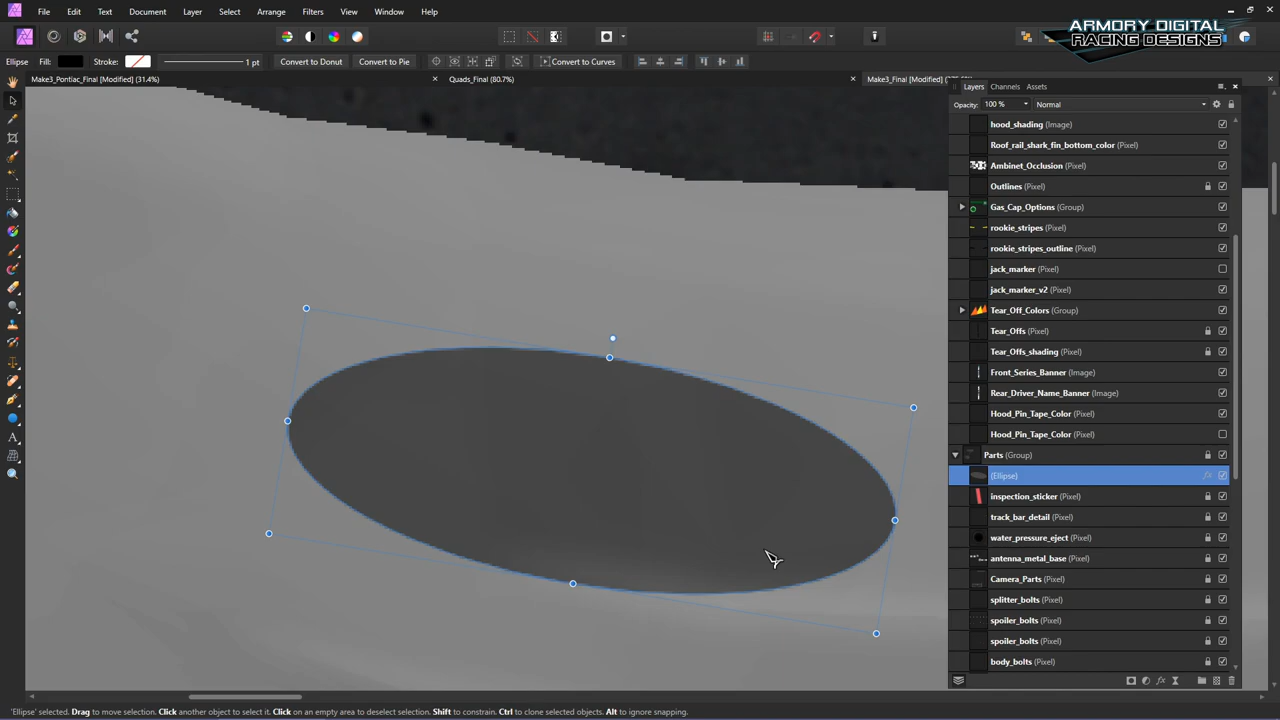 File Edit Text Document Layer Select Arrange Filters View Window Help
ARMORY DIGITAL
RACING DESIGNS
Ellipse Fill: Stroke: 1 pt Convert to Donut Convert to Pie Convert to Curves
Make3_Pontiac_Final [Modified] (31.4%) Quads_Final (80.7%) Make3_Final [Modified]
Layers Channels Assets
Opacity: 100 % Normal
hood_shading (Image)
Roof_rail_shark_fin_bottom_color (Pixel)
Ambinet_Occlusion (Pixel)
Outlines (Pixel)
Gas_Cap_Options (Group)
rookie_stripes (Pixel)
rookie_stripes_outline (Pixel)
jack_marker (Pixel)
jack_marker_v2 (Pixel)
Tear_Off_Colors (Group)
Tear_Offs (Pixel)
Tear_Offs_shading (Pixel)
Front_Series_Banner (Image)
Rear_Driver_Name_Banner (Image)
Hood_Pin_Tape_Color (Pixel)
Hood_Pin_Tape_Color (Pixel)
Parts (Group)
(Ellipse)
inspection_sticker (Pixel)
track_bar_detail (Pixel)
water_pressure_eject (Pixel)
antenna_metal_base (Pixel)
Camera_Parts (Pixel)
splitter_bolts (Pixel)
spoiler_bolts (Pixel)
spoiler_bolts (Pixel)
body_bolts (Pixel)
'Ellipse' selected. Drag to move selection. Click another object to select it. Click on an empty area to deselect selection. Shift to constrain. Ctrl to clone selected objects. Alt to ignore snapping.